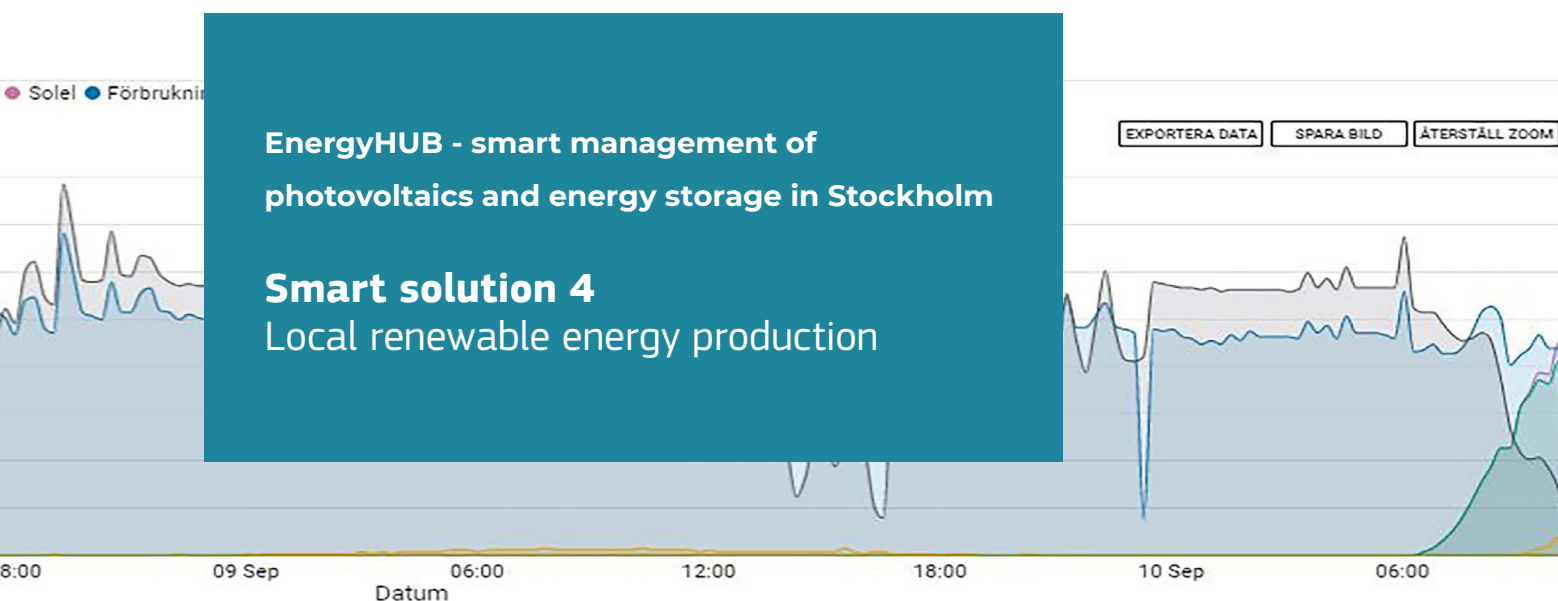 Solel Förbruknin
EXPORTERA DATA SPARA BILD ÅTERSTÄLL ZOOM
EnergyHUB - smart management of
photovoltaics and energy storage in Stockholm
Smart solution 4
Local renewable energy production
8:00 09 Sep 06:00 12:00 18:00 10 Sep 06:00
Datum